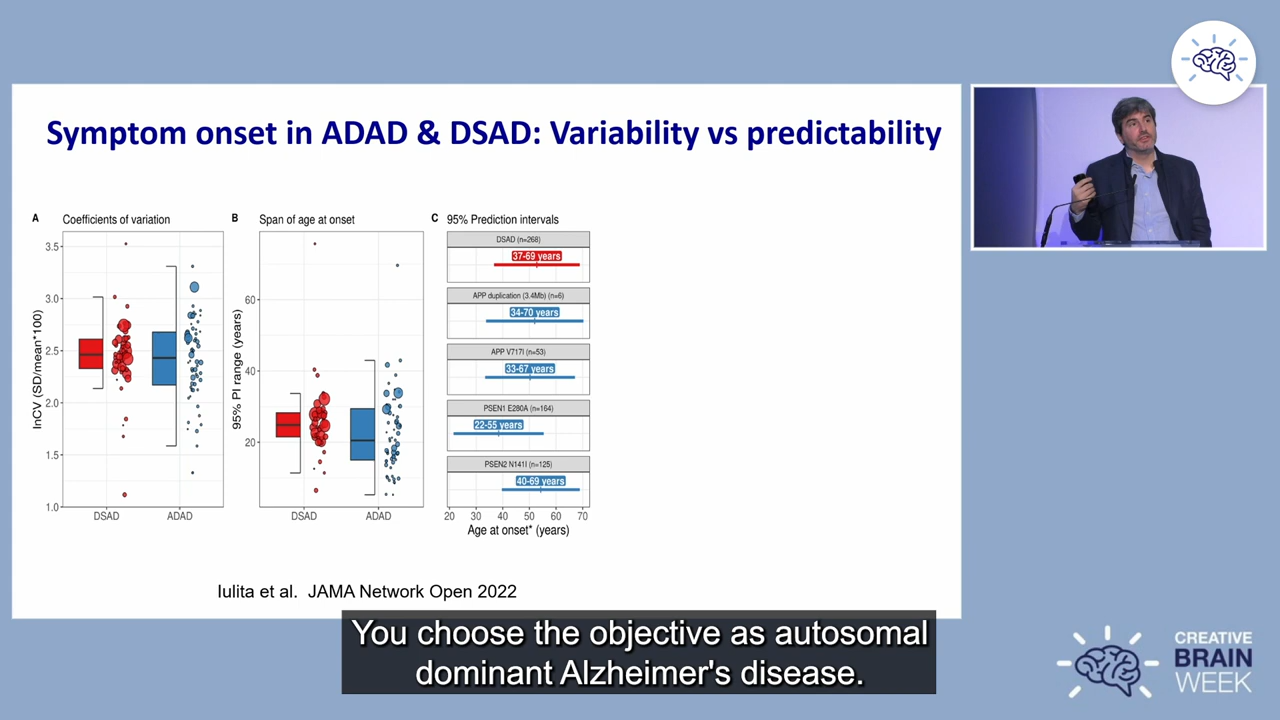 Symptom onset in ADAD & DSAD: Variability vs predictability
A
Coefficients of variation
lnCV (SD/mean*100)
3.5
3.0
2.5
2.0
1.5
1.0
DSAD
ADAD
B
Span of age at onset
95% PI range (years)
60
40
20
DSAD
ADAD
C
95% Prediction intervals
DSAD (n=268)
37-69 years
APP duplication (3.4Mb) (n=6)
34-70 years
APP V717I (n=53)
33-67 years
PSEN1 E280A (n=164)
22-55 years
PSEN2 N141I (n=125)
40-69 years
20 30 40 50 60 70
Age at onset* (years)
Iulita et al. JAMA Network Open 2022
You choose the objective as autosomal
dominant Alzheimer's disease.
CREATIVE
BRAIN
WEEK